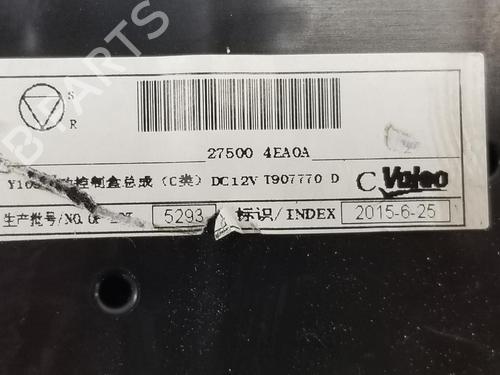 S
R
27500 4EA0A
控制盒总成 (C类) DC12V T907770 D
C Valeo
生产批号/NO.OF LOT 5293 标识/INDEX 2015-6-25